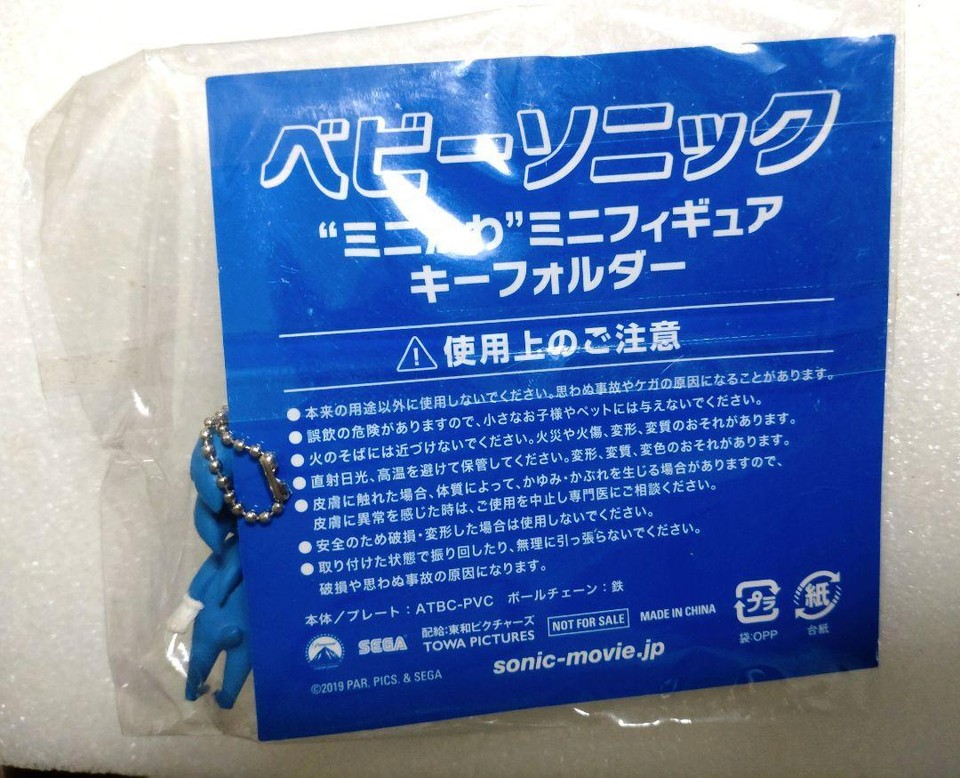 ベビーソニック
“ミニふわ”ミニフィギュア
キーフォルダー
使用上のご注意
●本来の用途以外に使用しないでください。思わぬ事故やケガの原因になることがあります。
●誤飲の危険がありますので、小さなお子様やペットには与えないでください。
●火のそばには近づけないでください。火災や火傷、変形、変質のおそれがあります。
●直射日光、高温を避けて保管してください。変形、変質、変色のおそれがあります。
●皮膚に触れた場合、体質によって、かゆみ・かぶれを生じる場合がありますので、
皮膚に異常を感じた時は、ご使用を中止し専門医にご相談ください。
●安全のため破損・変形した場合は使用しないでください。
●取り付けた状態で振り回したり、無理に引っ張らないでください。
破損や思わぬ事故の原因になります。
本体/プレート：ATBC-PVC ボールチェーン：鉄
Paramount SEGA 配給:東和ピクチャーズ
TOWA PICTURES NOT FOR SALE MADE IN CHINA
プラ 紙
袋:OPP 台紙
sonic-movie.jp
©2019 PAR. PICS. & SEGA